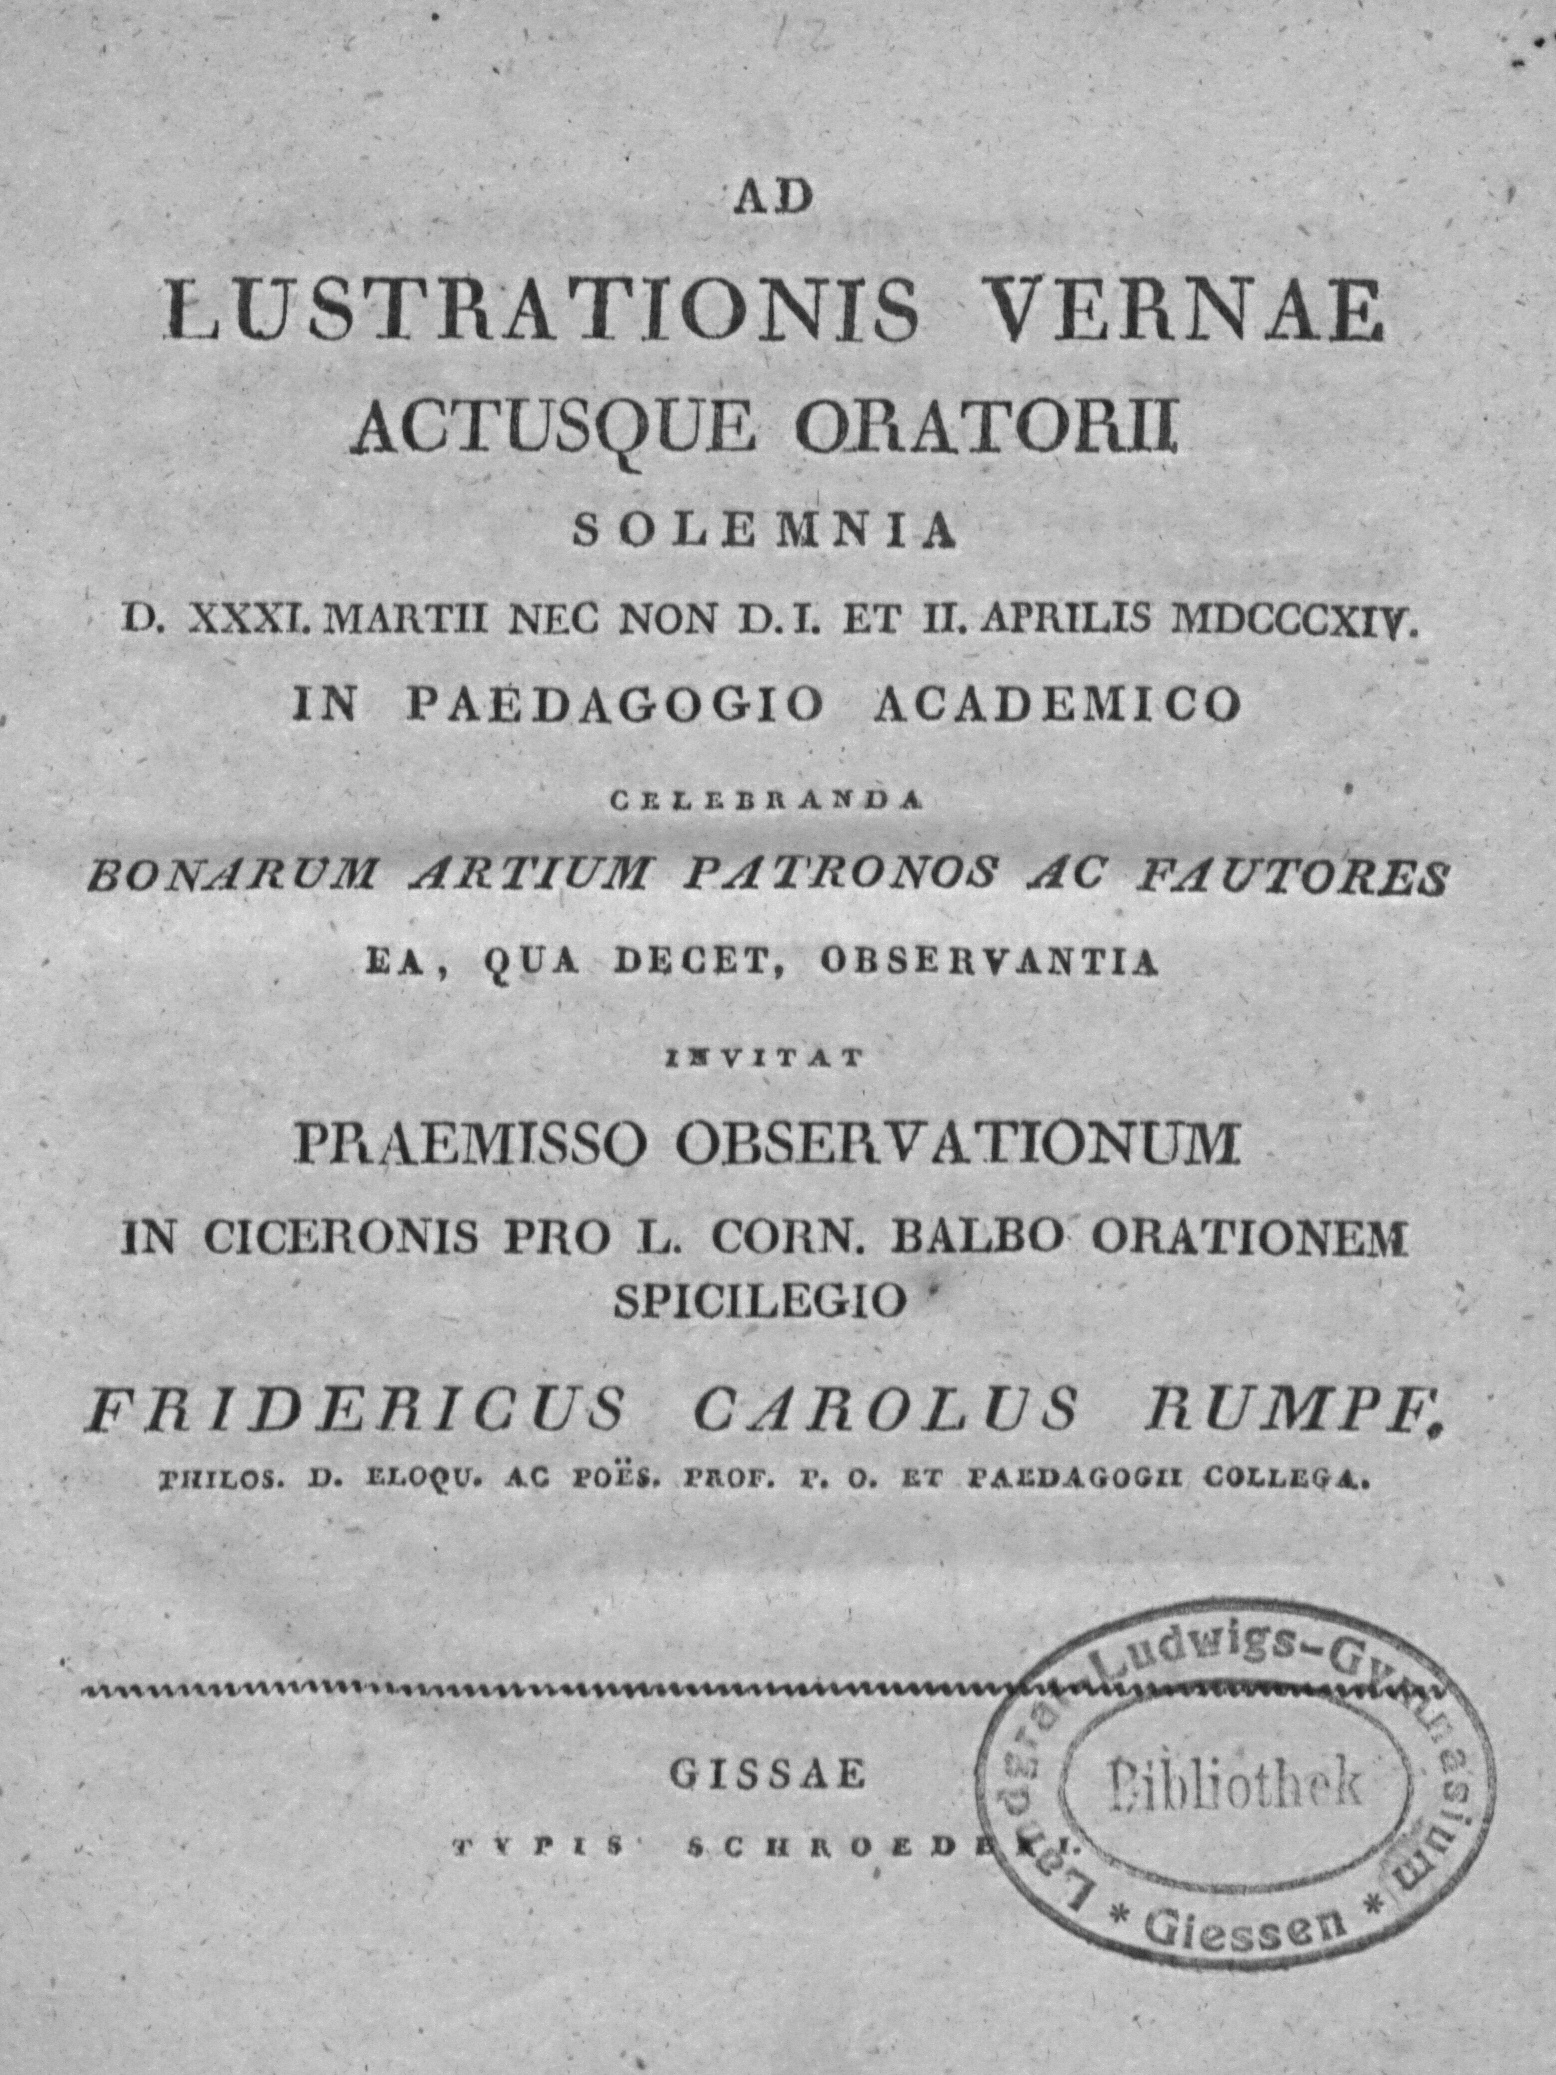 12
AD
LUSTRATIONIS VERNAE
ACTUSQUE ORATORII
SOLEMNIA
D. XXXI. MARTII NEC NON D. I. ET II. APRILIS MDCCCXIV.
IN PAEDAGOGIO ACADEMICO
CELEBRANDA
BONARUM ARTIUM PATRONOS AC FAUTORES
EA, QUA DECET, OBSERVANTIA
INVITAT
PRAEMISSO OBSERVATIONUM
IN CICERONIS PRO L. CORN. BALBO ORATIONEM
SPICILEGIO
FRIDERICUS CAROLUS RUMPF.
PHILOS. D. ELOQU. AC POËS. PROF. P. O. ET PAEDAGOGII COLLEGA.
GISSAE
TYPIS SCHROEDERI.
Landgraf-Ludwigs-Gymnasium
Bibliothek
* Giessen *